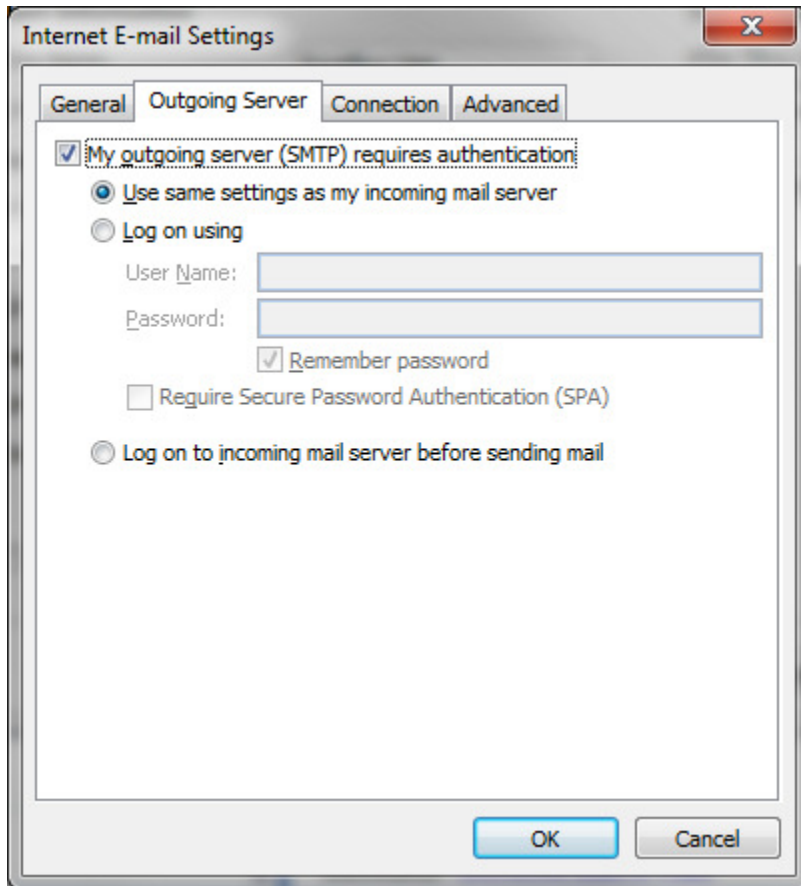 Internet E-mail Settings
General Outgoing Server Connection Advanced
My outgoing server (SMTP) requires authentication
Use same settings as my incoming mail server
Log on using
User Name:
Password:
Remember password
Require Secure Password Authentication (SPA)
Log on to incoming mail server before sending mail
OK Cancel